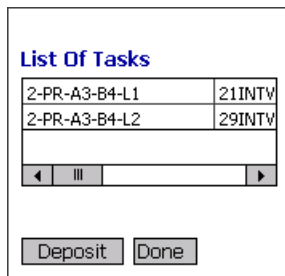 List Of Tasks
2-PR-A3-B4-L1 21INTV
2-PR-A3-B4-L2 29INTV
Deposit Done